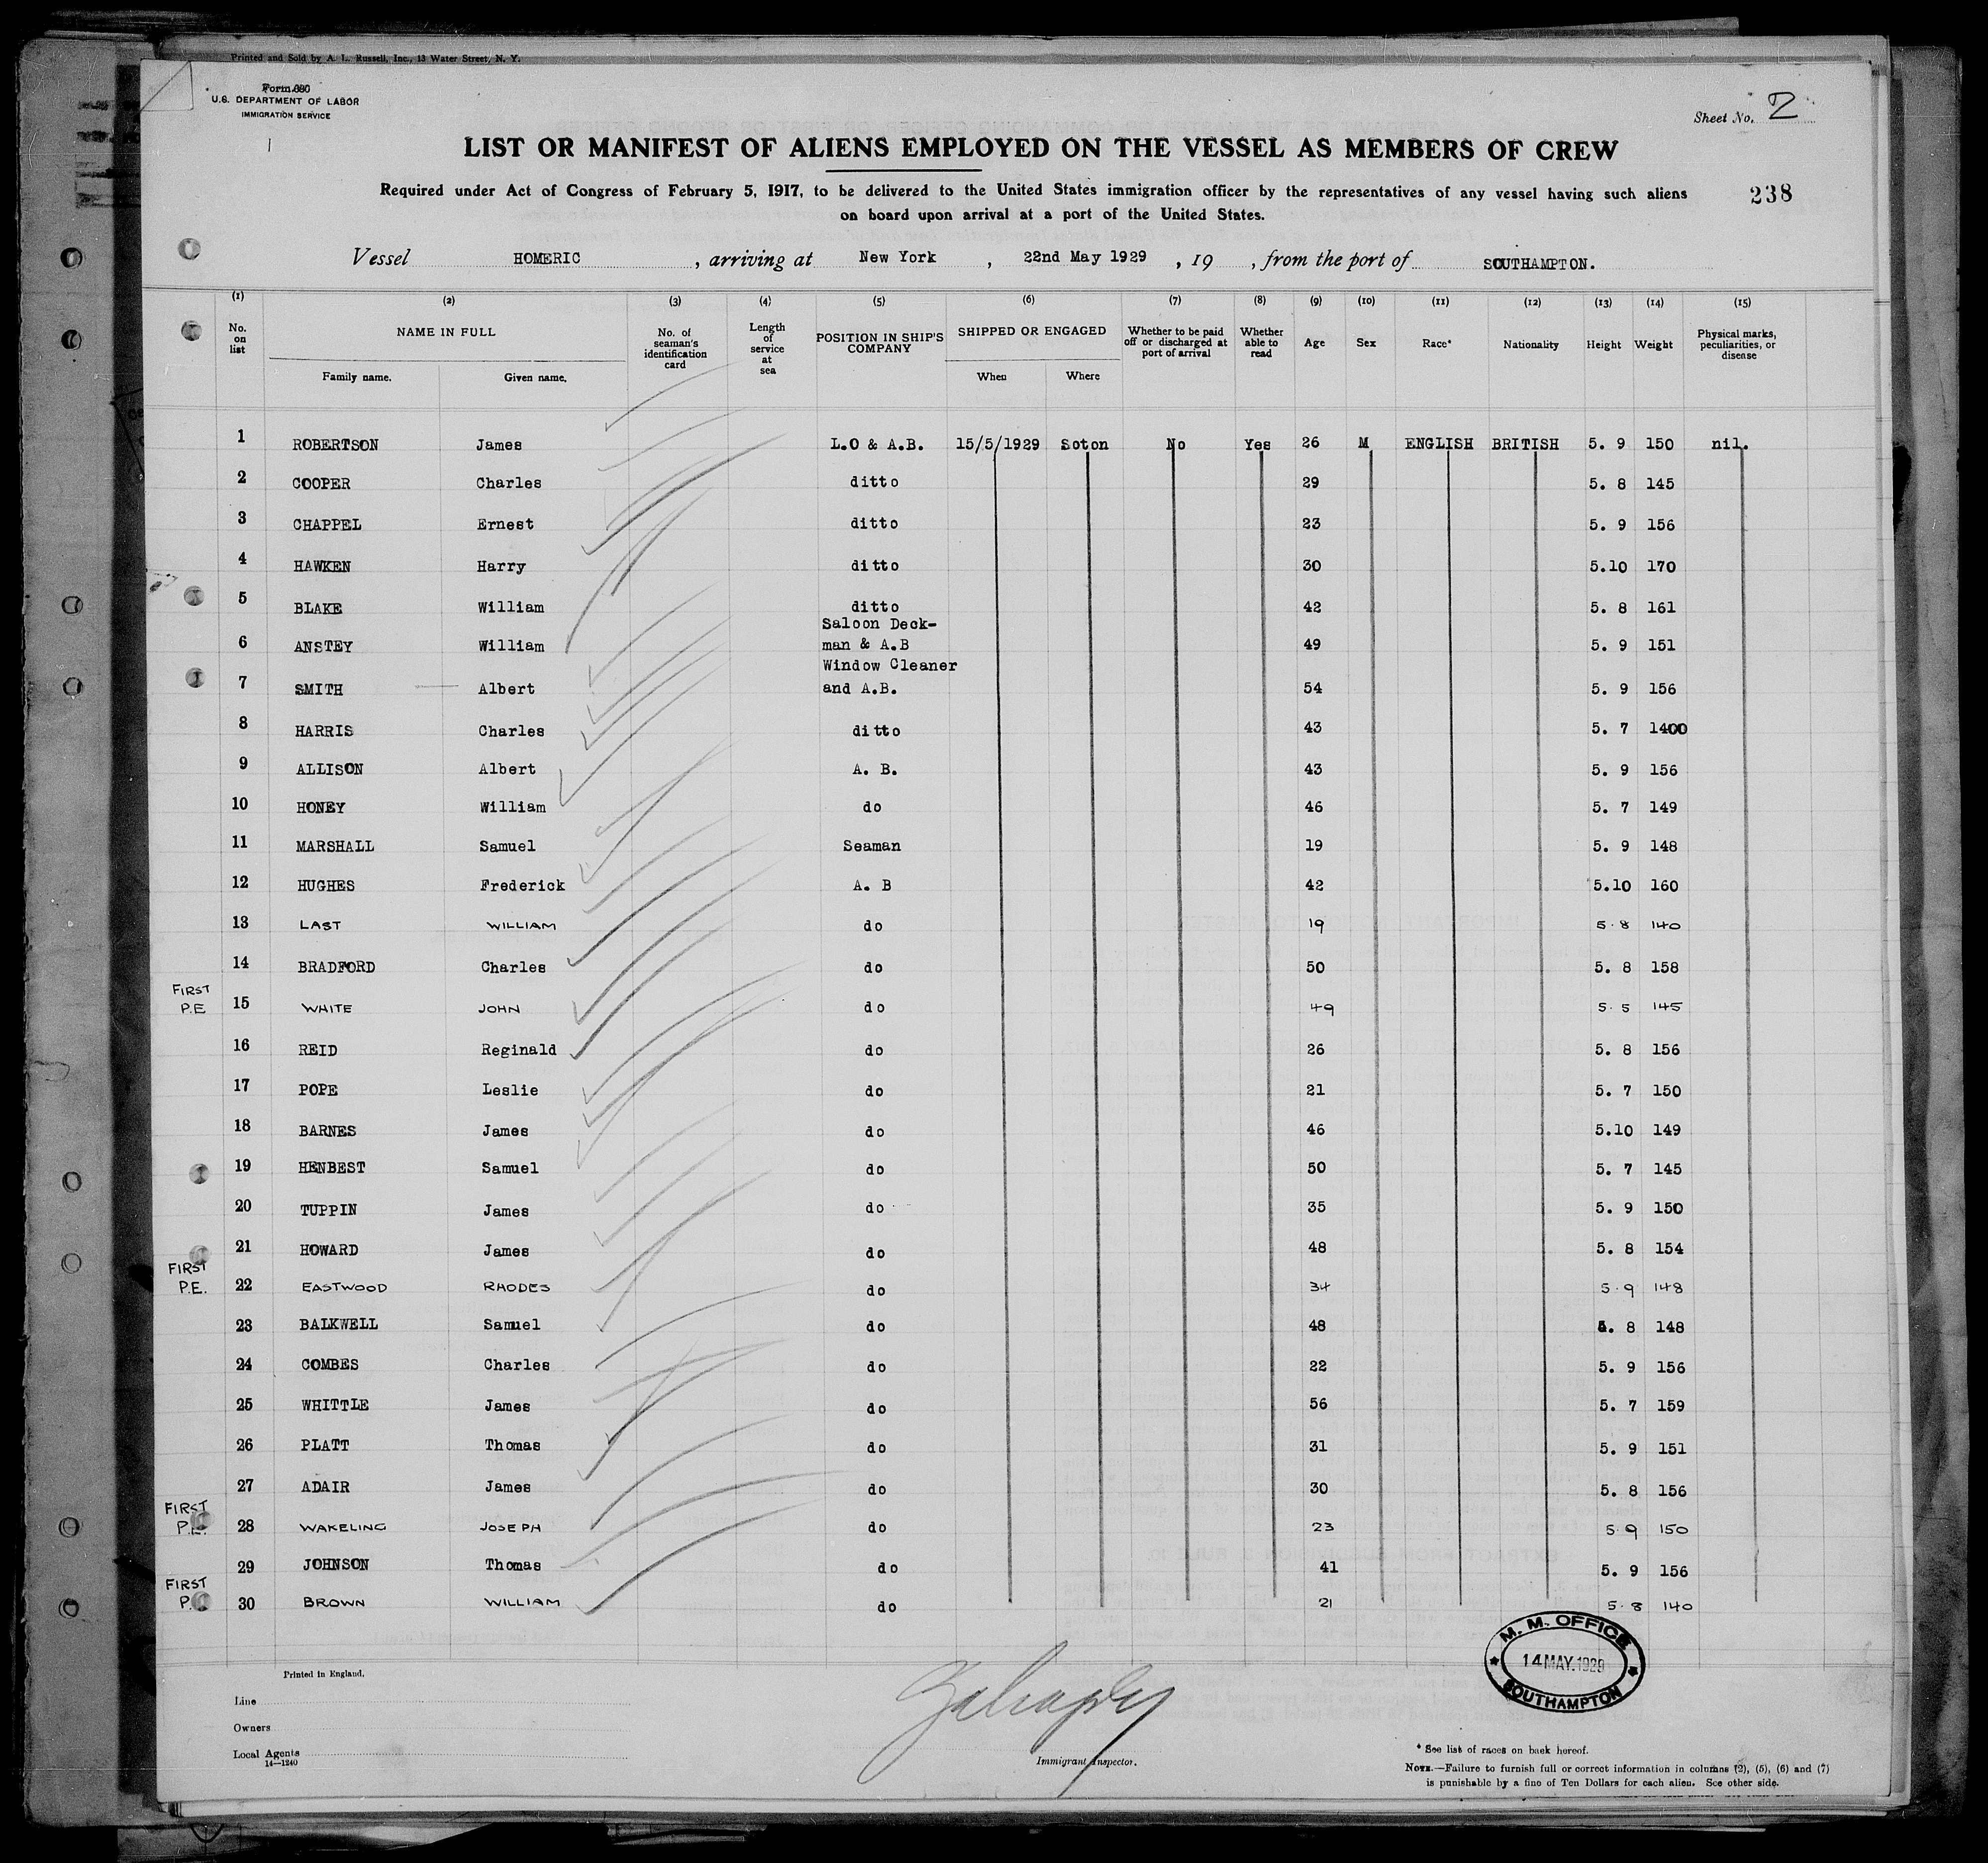 Printed and Sold by A. L. Russell, Inc., 13 Water Street, N. Y.
Form 680
U.S. DEPARTMENT OF LABOR
IMMIGRATION SERVICE
Sheet No. 2
LIST OR MANIFEST OF ALIENS EMPLOYED ON THE VESSEL AS MEMBERS OF CREW
Required under Act of Congress of February 5, 1917, to be delivered to the United States immigration officer by the representatives of any vessel having such aliens
on board upon arrival at a port of the United States.
238
Vessel HOMERIC, arriving at New York, 22nd May 1929, 19 , from the port of SOUTHAMPTON.
(1) (2) (3) (4) (5) (6) (7) (8) (9) (10) (11) (12) (13) (14) (15)
No. on list NAME IN FULL Family name. Given name. No. of seaman's identification card Length of service at sea POSITION IN SHIP'S COMPANY SHIPPED OR ENGAGED When Where Whether to be paid off or discharged at port of arrival Whether able to read Age Sex Race* Nationality Height Weight Physical marks, peculiarities, or disease
1 ROBERTSON James L.O & A.B. 15/5/1929 Soton No Yes 26 M ENGLISH BRITISH 5. 9 150 nil.
2 COOPER Charles ditto 29 5. 8 145
3 CHAPPEL Ernest ditto 23 5. 9 156
4 HAWKEN Harry ditto 30 5.10 170
5 BLAKE William ditto 42 5. 8 161
6 ANSTEY William Saloon Deck-man & A.B 49 5. 9 151
7 SMITH Albert Window Cleaner and A.B. 54 5. 9 156
8 HARRIS Charles ditto 43 5. 7 1400
9 ALLISON Albert A. B. 43 5. 9 156
10 HONEY William do 46 5. 7 149
11 MARSHALL Samuel Seaman 19 5. 9 148
12 HUGHES Frederick A. B 42 5.10 160
13 LAST WILLIAM do 19 5.8 140
14 BRADFORD Charles do 50 5. 8 158
FIRST P.E 15 WHITE JOHN do 49 5.5 145
16 REID Reginald do 26 5. 8 156
17 POPE Leslie do 21 5. 7 150
18 BARNES James do 46 5.10 149
19 HENBEST Samuel do 50 5. 7 145
20 TUPPIN James do 35 5. 9 150
21 HOWARD James do 48 5. 8 154
FIRST P.E. 22 EASTWOOD RHODES do 34 5.9 148
23 BALKWELL Samuel do 48 5. 8 148
24 COMBES Charles do 22 5. 9 156
25 WHITTLE James do 56 5. 7 159
26 PLATT Thomas do 31 5. 9 151
27 ADAIR James do 30 5. 8 156
FIRST P.E. 28 WAKELING JOSEPH do 23 5.9 150
29 JOHNSON Thomas do 41 5. 9 156
FIRST P. 30 BROWN WILLIAM do 21 5.8 140
M. M. OFFICE
14 MAY. 1929
SOUTHAMPTON
Printed in England.
Line
Owners
Local Agents
14—1240
Immigrant Inspector.
* See list of races on back hereof.
NOTE.—Failure to furnish full or correct information in columns (2), (5), (6) and (7)
is punishable by a fine of Ten Dollars for each alien. See other side.